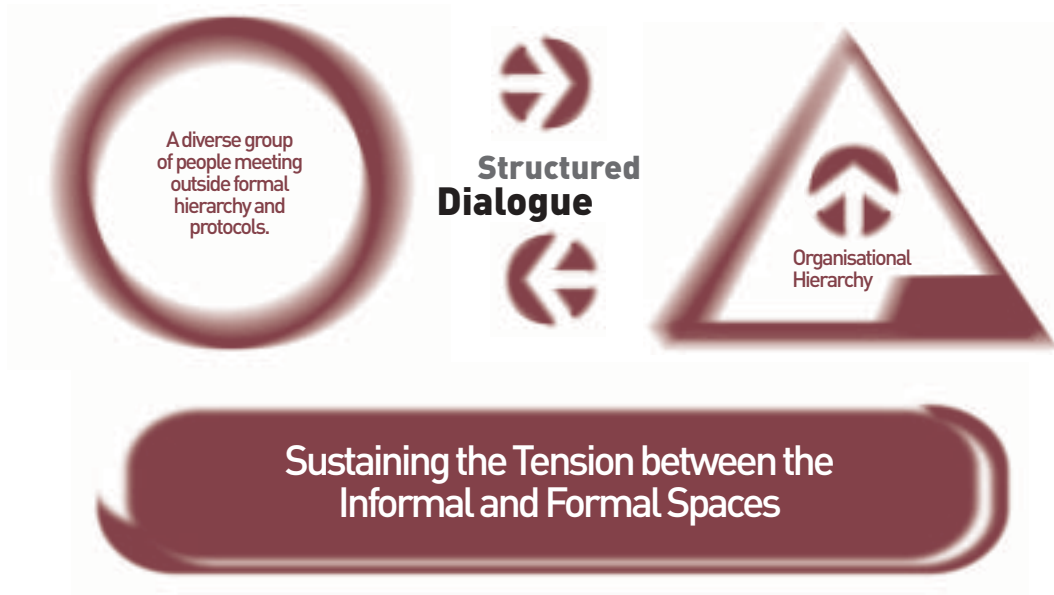 A diverse group
of people meeting
outside formal
hierarchy and
protocols.
Structured
Dialogue
Organisational
Hierarchy
Sustaining the Tension between the
Informal and Formal Spaces